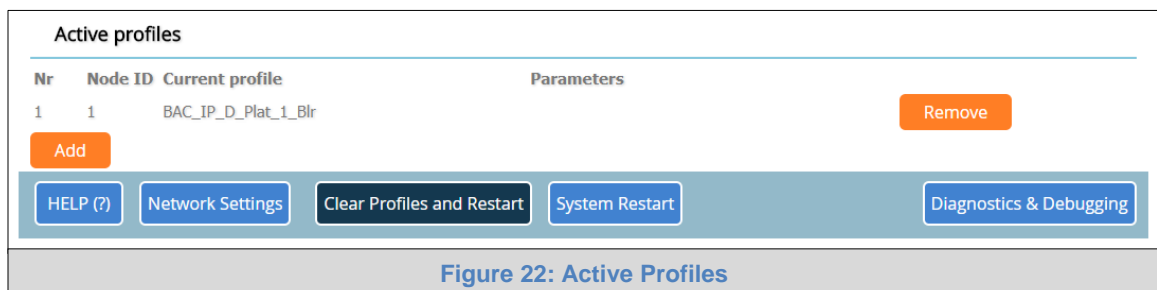 Active profiles
Nr Node ID Current profile Parameters
1 1 BAC_IP_D_Plat_1_Blr Remove
Add
HELP (?) Network Settings Clear Profiles and Restart System Restart Diagnostics & Debugging
Figure 22: Active Profiles